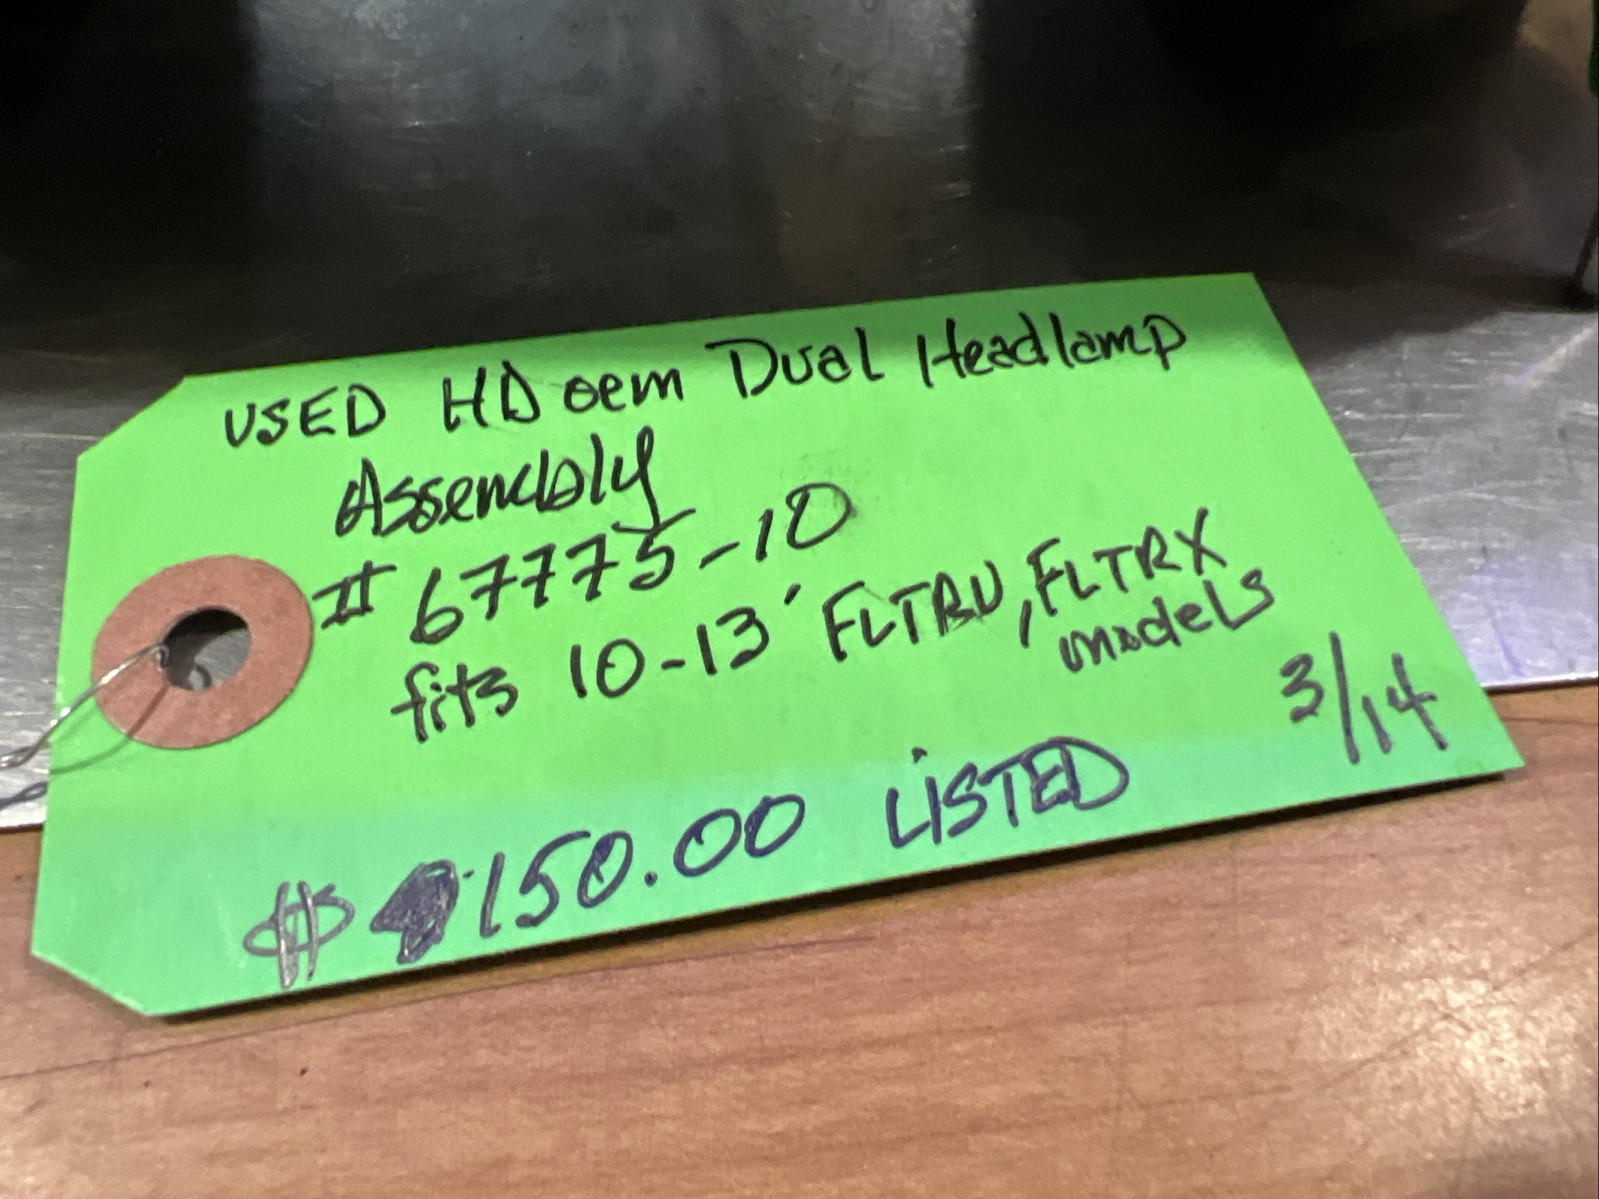 USED HD oem Dual Headlamp
Assembly
# 67775-10
fits 10-13' FLTRU, FLTRX
models
3/14
$ 150.00 LISTED